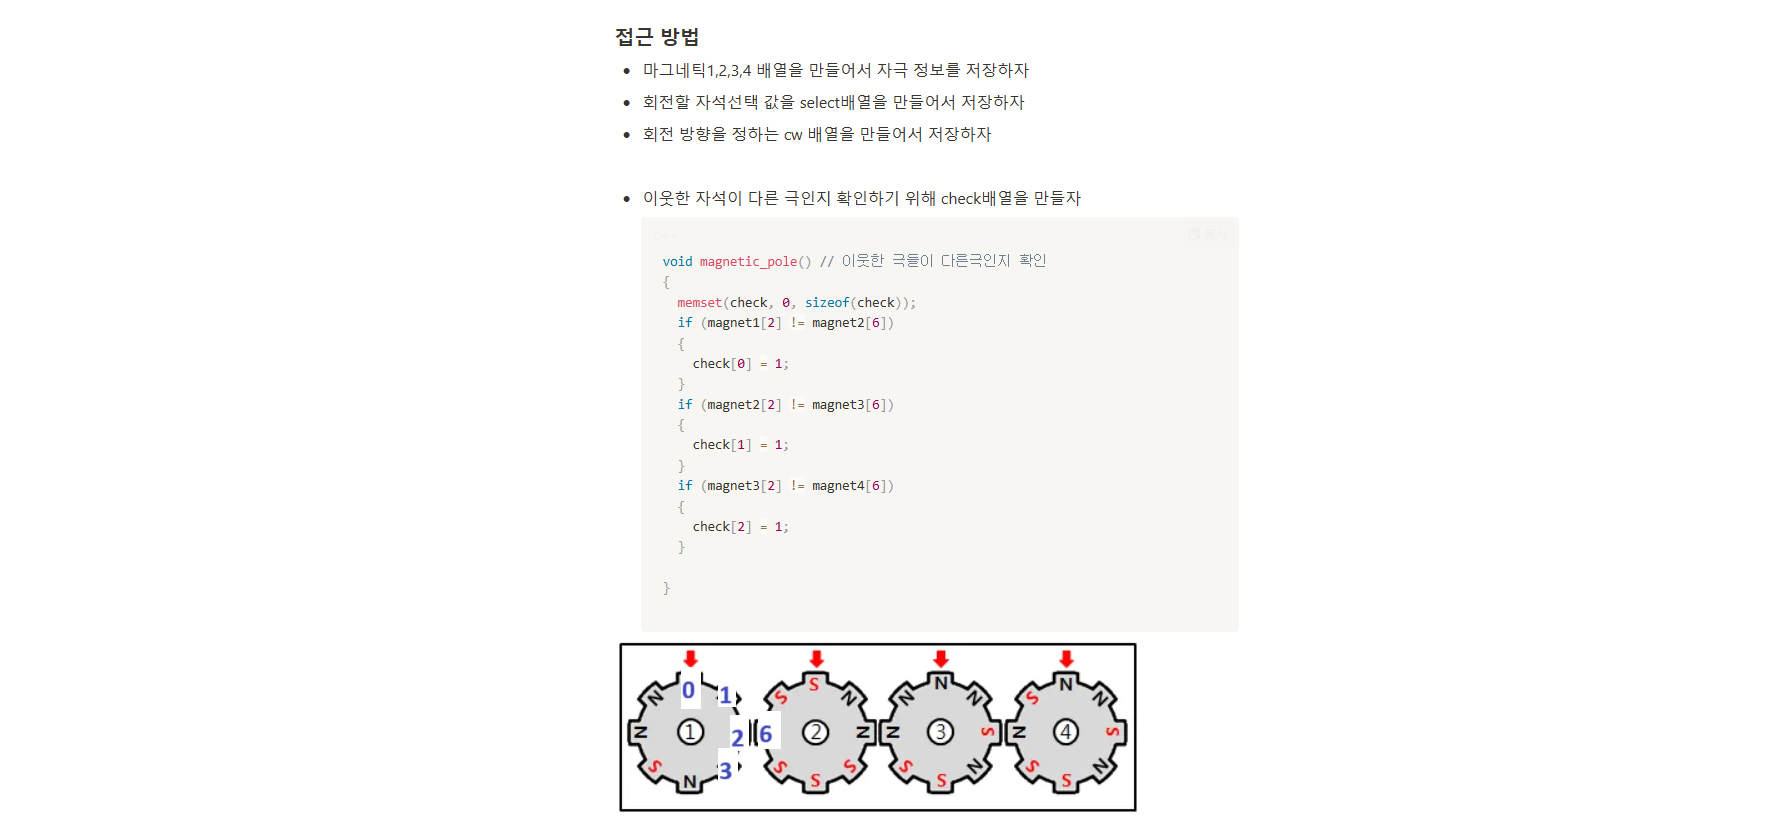 접근 방법
• 마그네틱1,2,3,4 배열을 만들어서 자극 정보를 저장하자
• 회전할 자석선택 값을 select배열을 만들어서 저장하자
• 회전 방향을 정하는 cw 배열을 만들어서 저장하자
• 이웃한 자석이 다른 극인지 확인하기 위해 check배열을 만들자
C++ 복사
void magnetic_pole() // 이웃한 극들이 다른극인지 확인
{
memset(check, 0, sizeof(check));
if (magnet1[2] != magnet2[6])
{
check[0] = 1;
}
if (magnet2[2] != magnet3[6])
{
check[1] = 1;
}
if (magnet3[2] != magnet4[6])
{
check[2] = 1;
}
}
0 S N N
N 1 S N N N S N
N ① 2 6 ② N N ③ S N ④ S
S 3 S S S N S N
N S S S